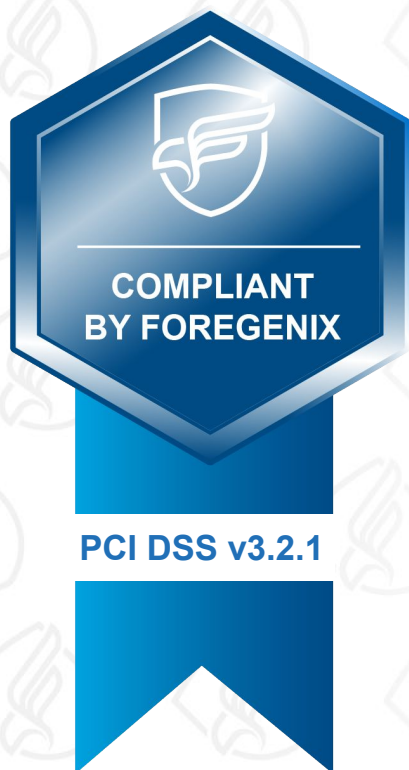 COMPLIANT
BY FOREGENIX
PCI DSS v3.2.1